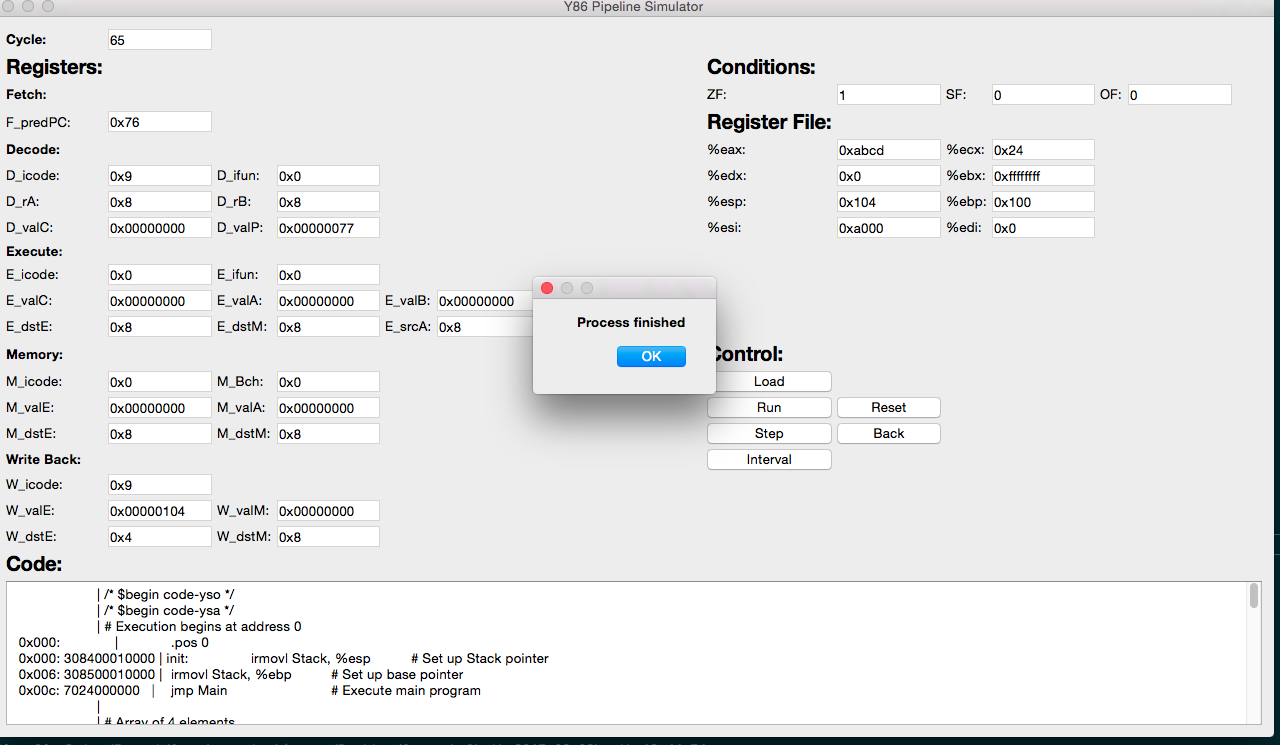 Y86 Pipeline Simulator
Cycle: 65
Registers:
Fetch:
F_predPC: 0x76
Decode:
D_icode: 0x9 D_ifun: 0x0
D_rA: 0x8 D_rB: 0x8
D_valC: 0x00000000 D_valP: 0x00000077
Execute:
E_icode: 0x0 E_ifun: 0x0
E_valC: 0x00000000 E_valA: 0x00000000 E_valB: 0x00000000
E_dstE: 0x8 E_dstM: 0x8 E_srcA: 0x8
Memory:
M_icode: 0x0 M_Bch: 0x0
M_valE: 0x00000000 M_valA: 0x00000000
M_dstE: 0x8 M_dstM: 0x8
Write Back:
W_icode: 0x9
W_valE: 0x00000104 W_valM: 0x00000000
W_dstE: 0x4 W_dstM: 0x8
Conditions:
ZF: 1 SF: 0 OF: 0
Register File:
%eax: 0xabcd %ecx: 0x24
%edx: 0x0 %ebx: 0xffffffff
%esp: 0x104 %ebp: 0x100
%esi: 0xa000 %edi: 0x0
Process finished
OK
Control:
Load
Run Reset
Step Back
Interval
Code:
| /* $begin code-yso */
| /* $begin code-ysa */
| # Execution begins at address 0
0x000: | .pos 0
0x000: 308400010000 | init: irmovl Stack, %esp # Set up Stack pointer
0x006: 308500010000 | irmovl Stack, %ebp # Set up base pointer
0x00c: 7024000000 | jmp Main # Execute main program
|
| # Array of 4 elements